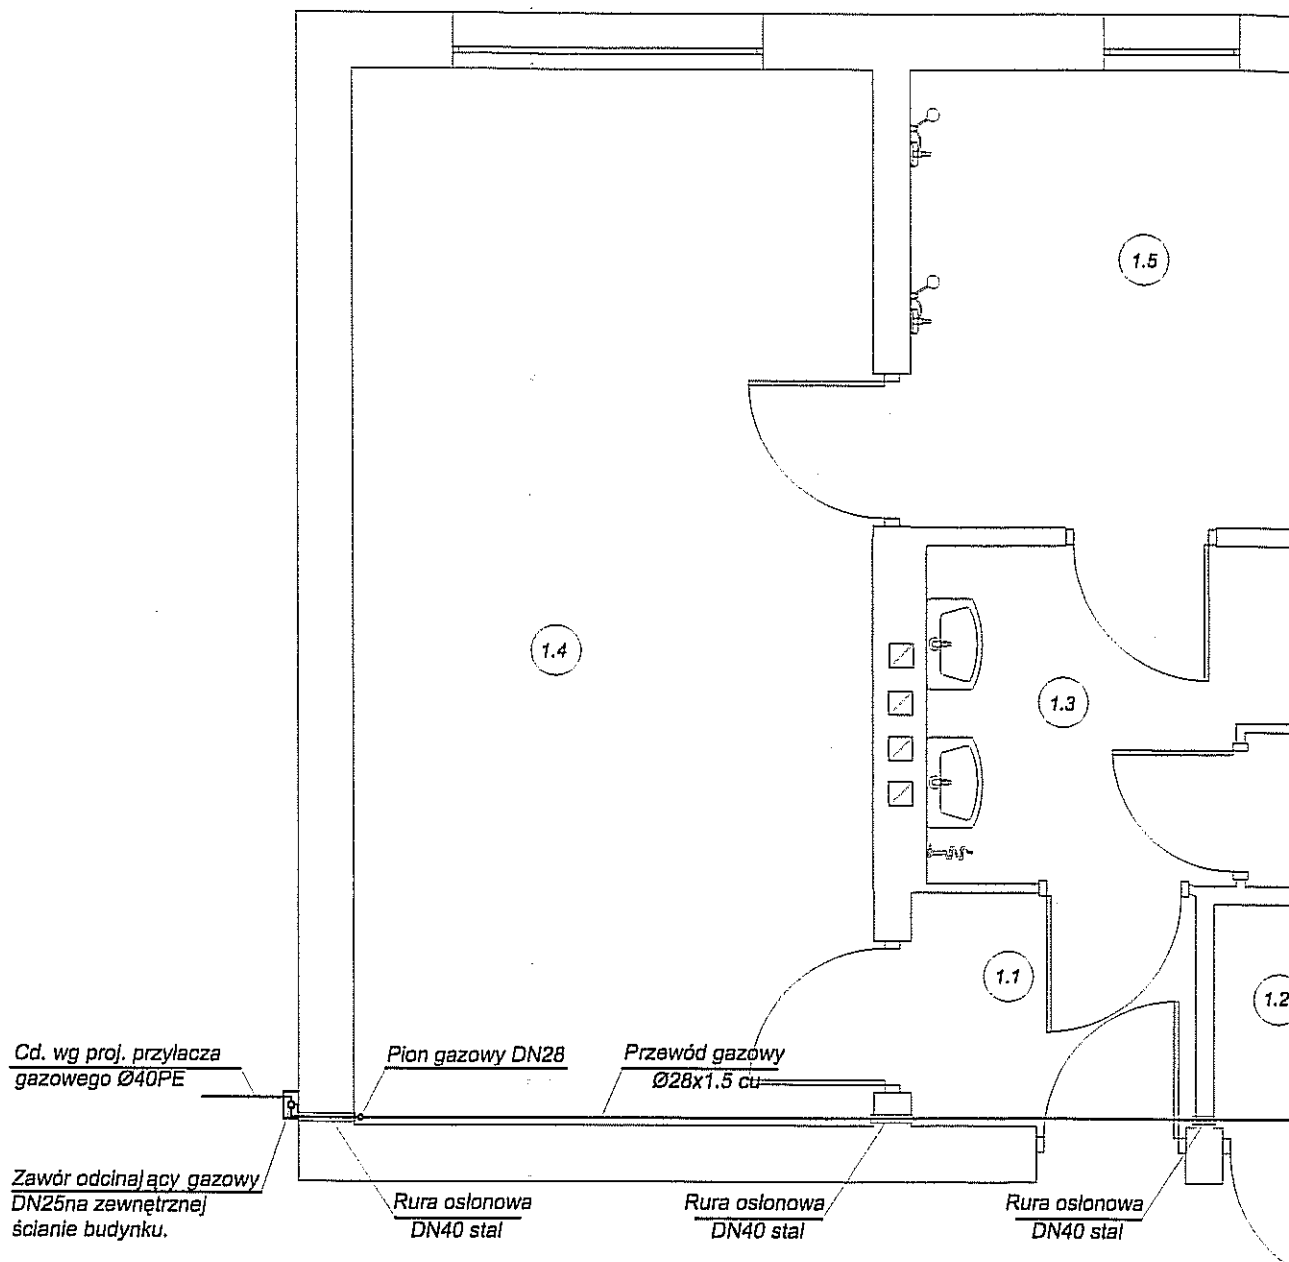 1.5
1.4
1.3
1.1
1.2
Cd. wg proj. przylacza
gazowego Ø40PE
Pion gazowy DN28
Przewód gazowy
Ø28x1.5 cu
Zawór odcinający gazowy
DN25na zewnętrznej
ścianie budynku.
Rura osłonowa
DN40 stal
Rura osłonowa
DN40 stal
Rura osłonowa
DN40 stal